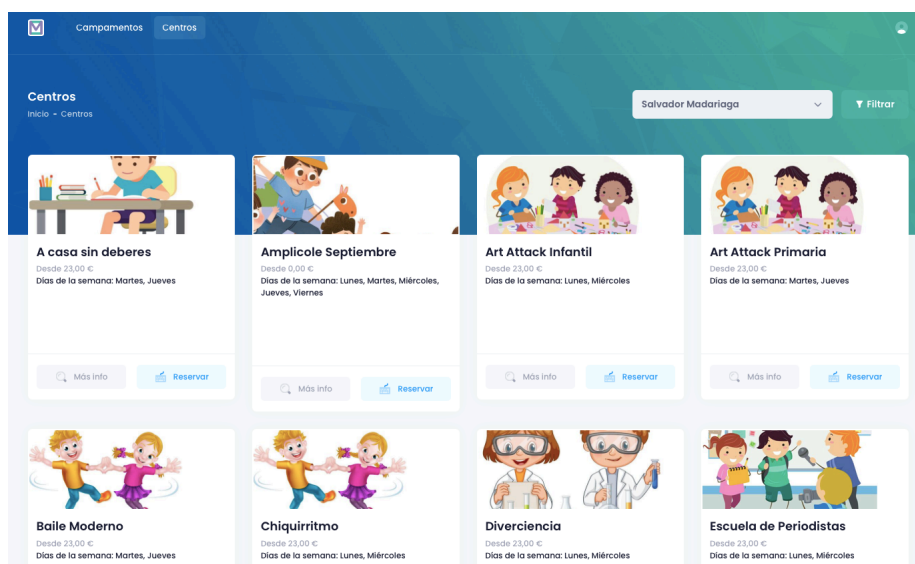 Campamentos
Centros
Centros
Inicio - Centros
Salvador Madariaga
Filtrar
A casa sin deberes
Desde 23,00 €
Días de la semana: Martes, Jueves
Más info
Reservar
Amplicole Septiembre
Desde 0,00 €
Días de la semana: Lunes, Martes, Miércoles,
Jueves, Viernes
Más info
Reservar
Art Attack Infantil
Desde 23,00 €
Días de la semana: Lunes, Miércoles
Más info
Reservar
Art Attack Primaria
Desde 23,00 €
Días de la semana: Martes, Jueves
Más info
Reservar
Baile Moderno
Desde 23,00 €
Días de la semana: Martes, Jueves
Chiquirritmo
Desde 23,00 €
Días de la semana: Lunes, Miércoles
Diverciencia
Desde 23,00 €
Días de la semana: Lunes, Miércoles
Escuela de Periodistas
Desde 23,00 €
Días de la semana: Lunes, Miércoles